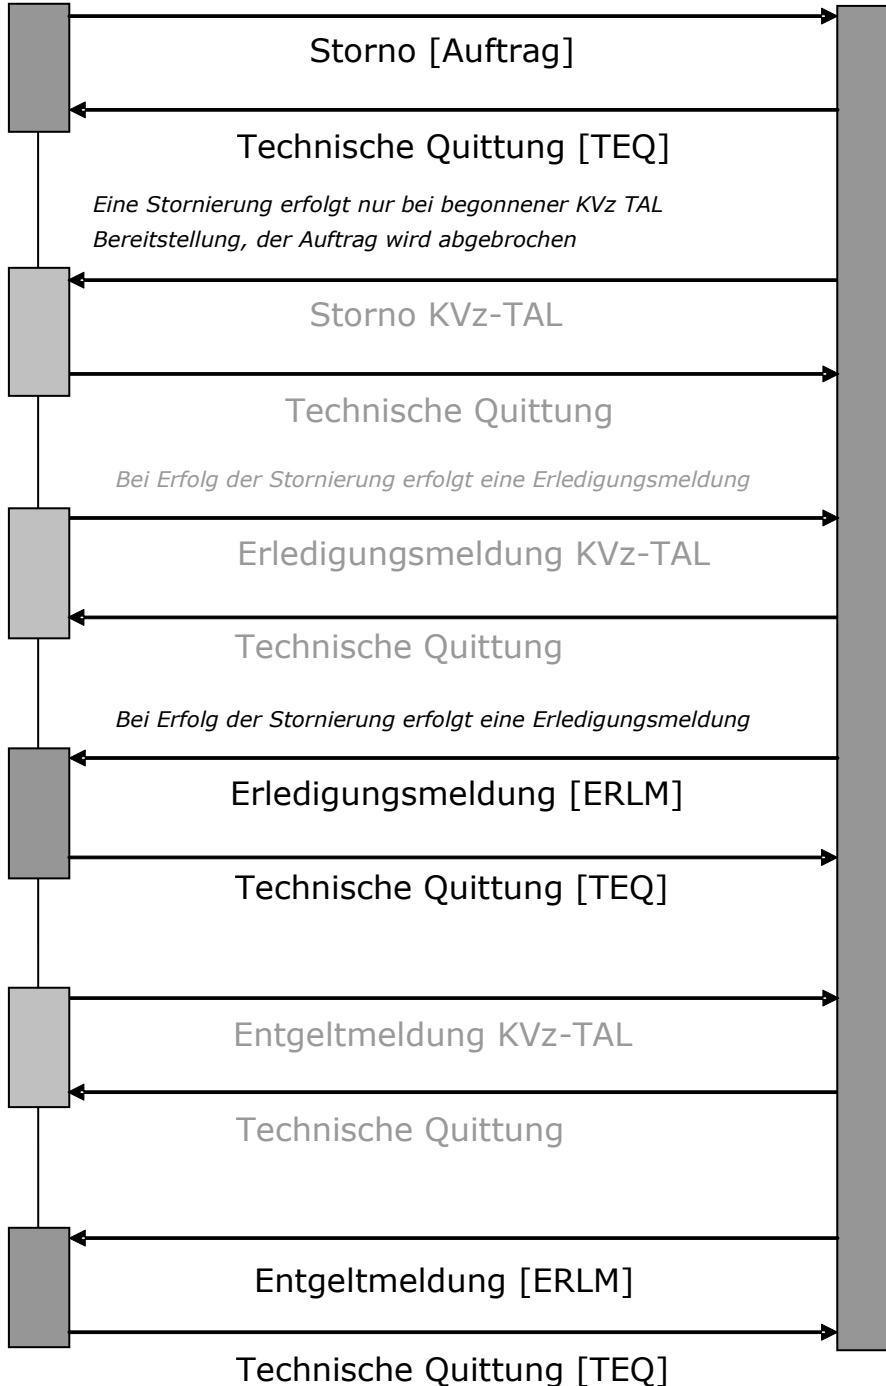 Storno [Auftrag]
Technische Quittung [TEQ]
Eine Stornierung erfolgt nur bei begonnener KVz TAL
Bereitstellung, der Auftrag wird abgebrochen
Storno KVz-TAL
Technische Quittung
Bei Erfolg der Stornierung erfolgt eine Erledigungsmeldung
Erledigungsmeldung KVz-TAL
Technische Quittung
Bei Erfolg der Stornierung erfolgt eine Erledigungsmeldung
Erledigungsmeldung [ERLM]
Technische Quittung [TEQ]
Entgeltmeldung KVz-TAL
Technische Quittung
Entgeltmeldung [ERLM]
Technische Quittung [TEQ]